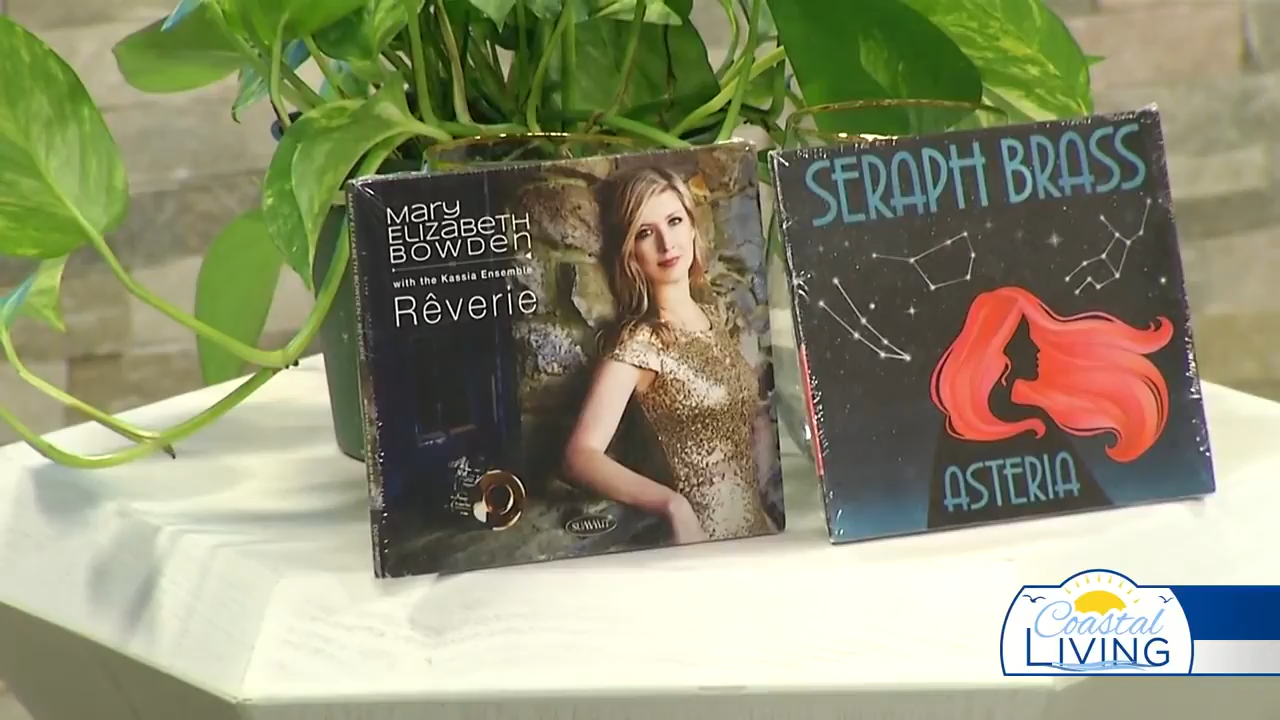 Mary
ELIZABETH
BOWDEN
with the Kassia Ensemble
Rêverie
SUMMIT
SERAPH BRASS
ASTERIA
Coastal
LIVING